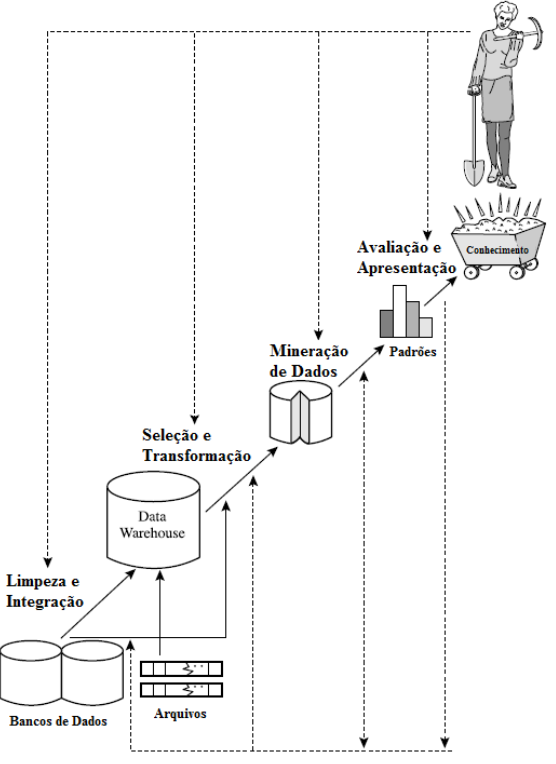 Conhecimento
Avaliação e
Apresentação
Padrões
Mineração
de Dados
Seleção e
Transformação
Data
Warehouse
Limpeza e
Integração
Bancos de Dados
Arquivos